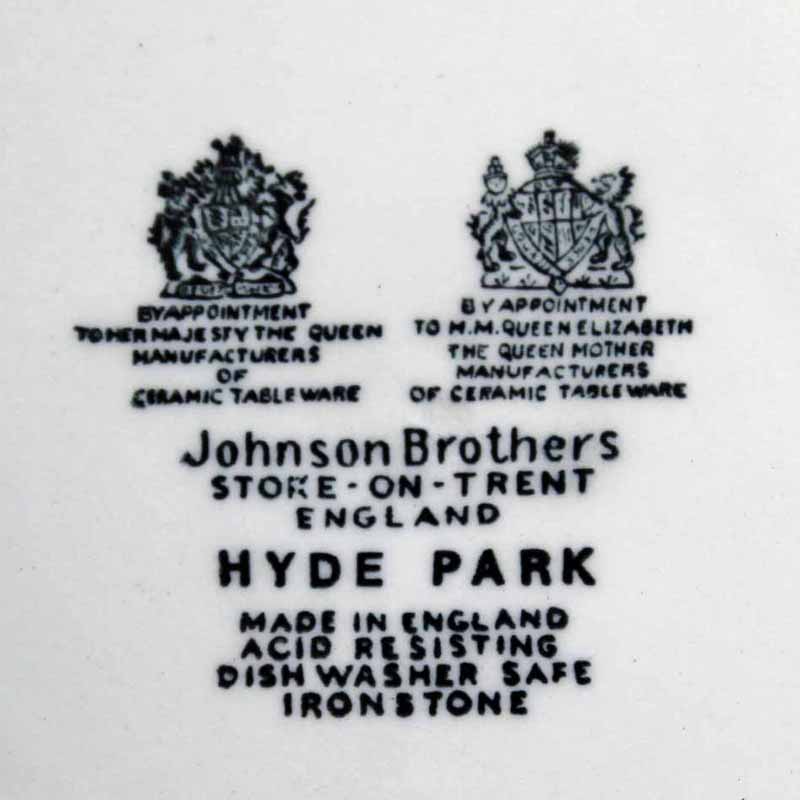 BY APPOINTMENT
TO HER MAJESTY THE QUEEN
MANUFACTURERS
OF
CERAMIC TABLEWARE
BY APPOINTMENT
TO H.M. QUEEN ELIZABETH
THE QUEEN MOTHER
MANUFACTURERS
OF CERAMIC TABLEWARE
Johnson Brothers
STOKE-ON-TRENT
ENGLAND
HYDE PARK
MADE IN ENGLAND
ACID RESISTING
DISHWASHER SAFE
IRONSTONE